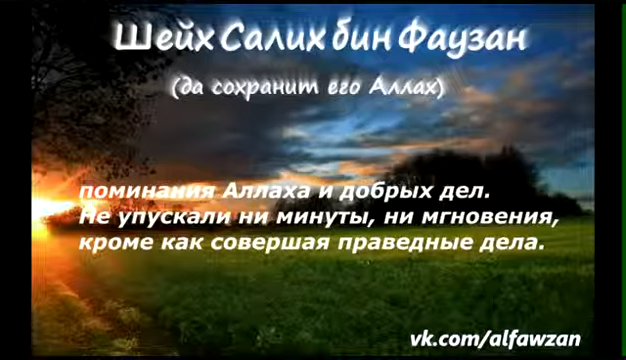 Шейх Салих бин Фаузан
(да сохранит его Аллах)
поминания Аллаха и добрых дел.
Не упускали ни минуты, ни мгновения,
кроме как совершая праведные дела.
vk.com/alfawzan